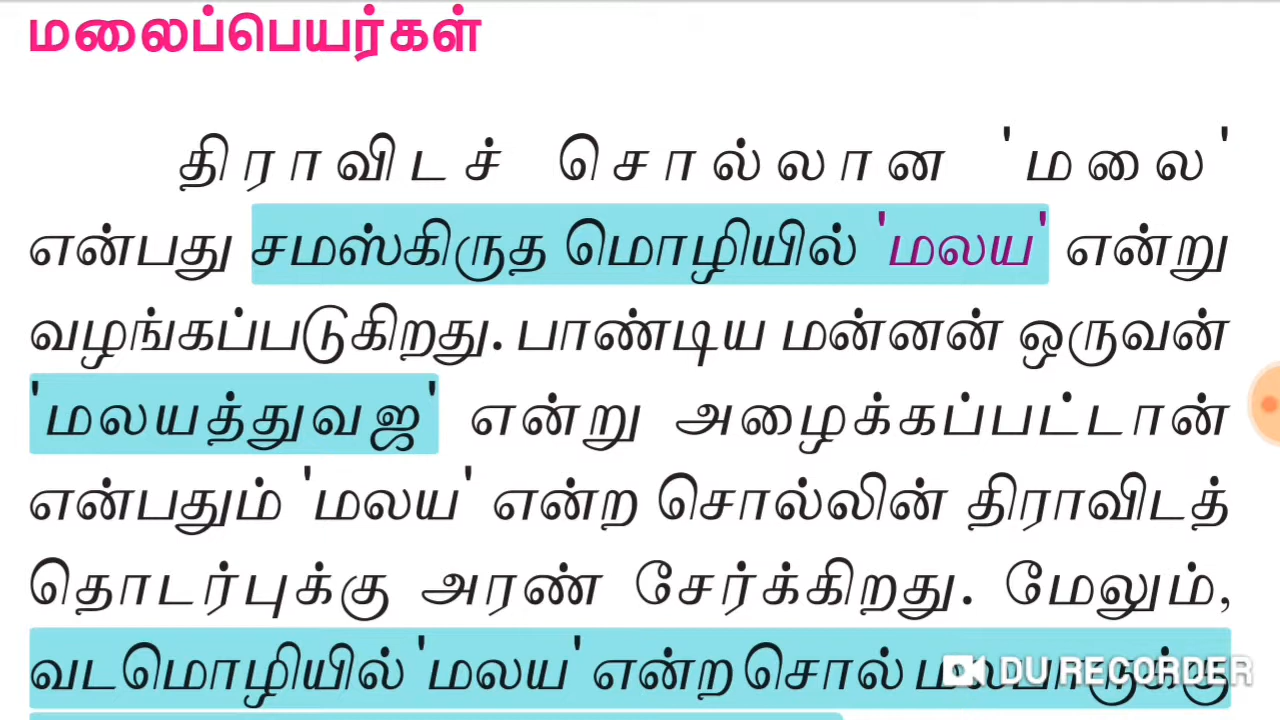 மலைப்பெயர்கள்
திராவிடச் சொல்லான 'மலை'
என்பது சமஸ்கிருத மொழியில் 'மலய' என்று
வழங்கப்படுகிறது. பாண்டிய மன்னன் ஒருவன்
'மலயத்துவஜ' என்று அழைக்கப்பட்டான்
என்பதும் 'மலய' என்ற சொல்லின் திராவிடத்
தொடர்புக்கு அரண் சேர்க்கிறது. மேலும்,
வடமொழியில் 'மலய' என்ற சொல்
DU RECORDER